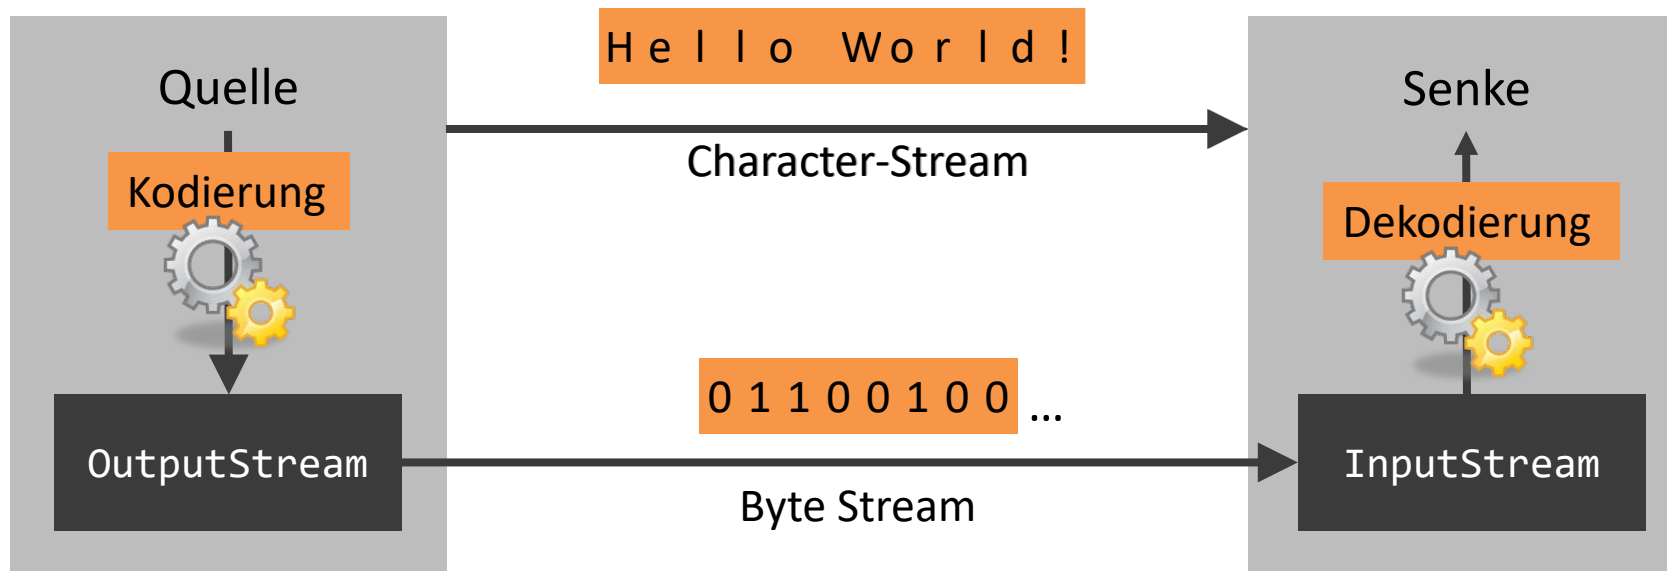 Quelle
Kodierung
OutputStream
Hello World!
Character-Stream
01100100 ...
Byte Stream
Senke
Dekodierung
InputStream